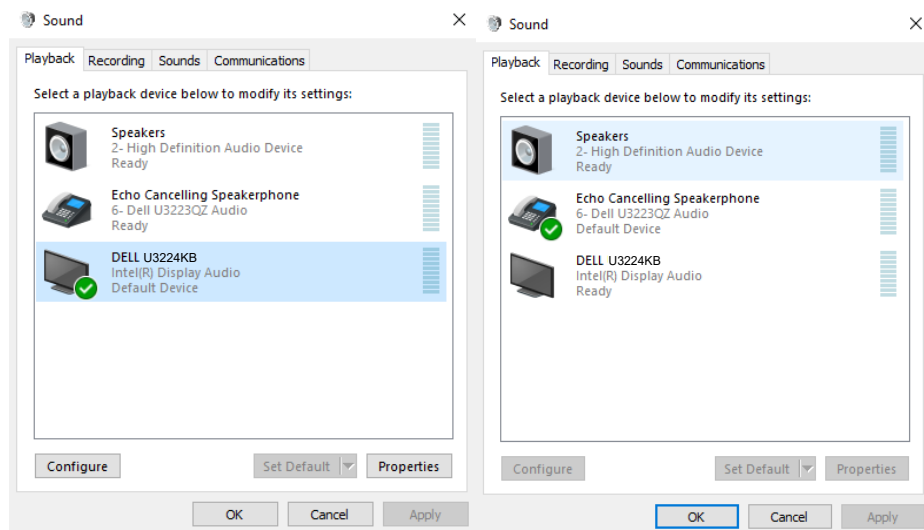 Sound
Playback Recording Sounds Communications
Select a playback device below to modify its settings:
Speakers
2- High Definition Audio Device
Ready
Echo Cancelling Speakerphone
6- Dell U3223QZ Audio
Ready
DELL U3224KB
Intel(R) Display Audio
Default Device
Configure Set Default Properties
OK Cancel Apply
Sound
Playback Recording Sounds Communications
Select a playback device below to modify its settings:
Speakers
2- High Definition Audio Device
Ready
Echo Cancelling Speakerphone
6- Dell U3223QZ Audio
Default Device
DELL U3224KB
Intel(R) Display Audio
Ready
Configure Set Default Properties
OK Cancel Apply